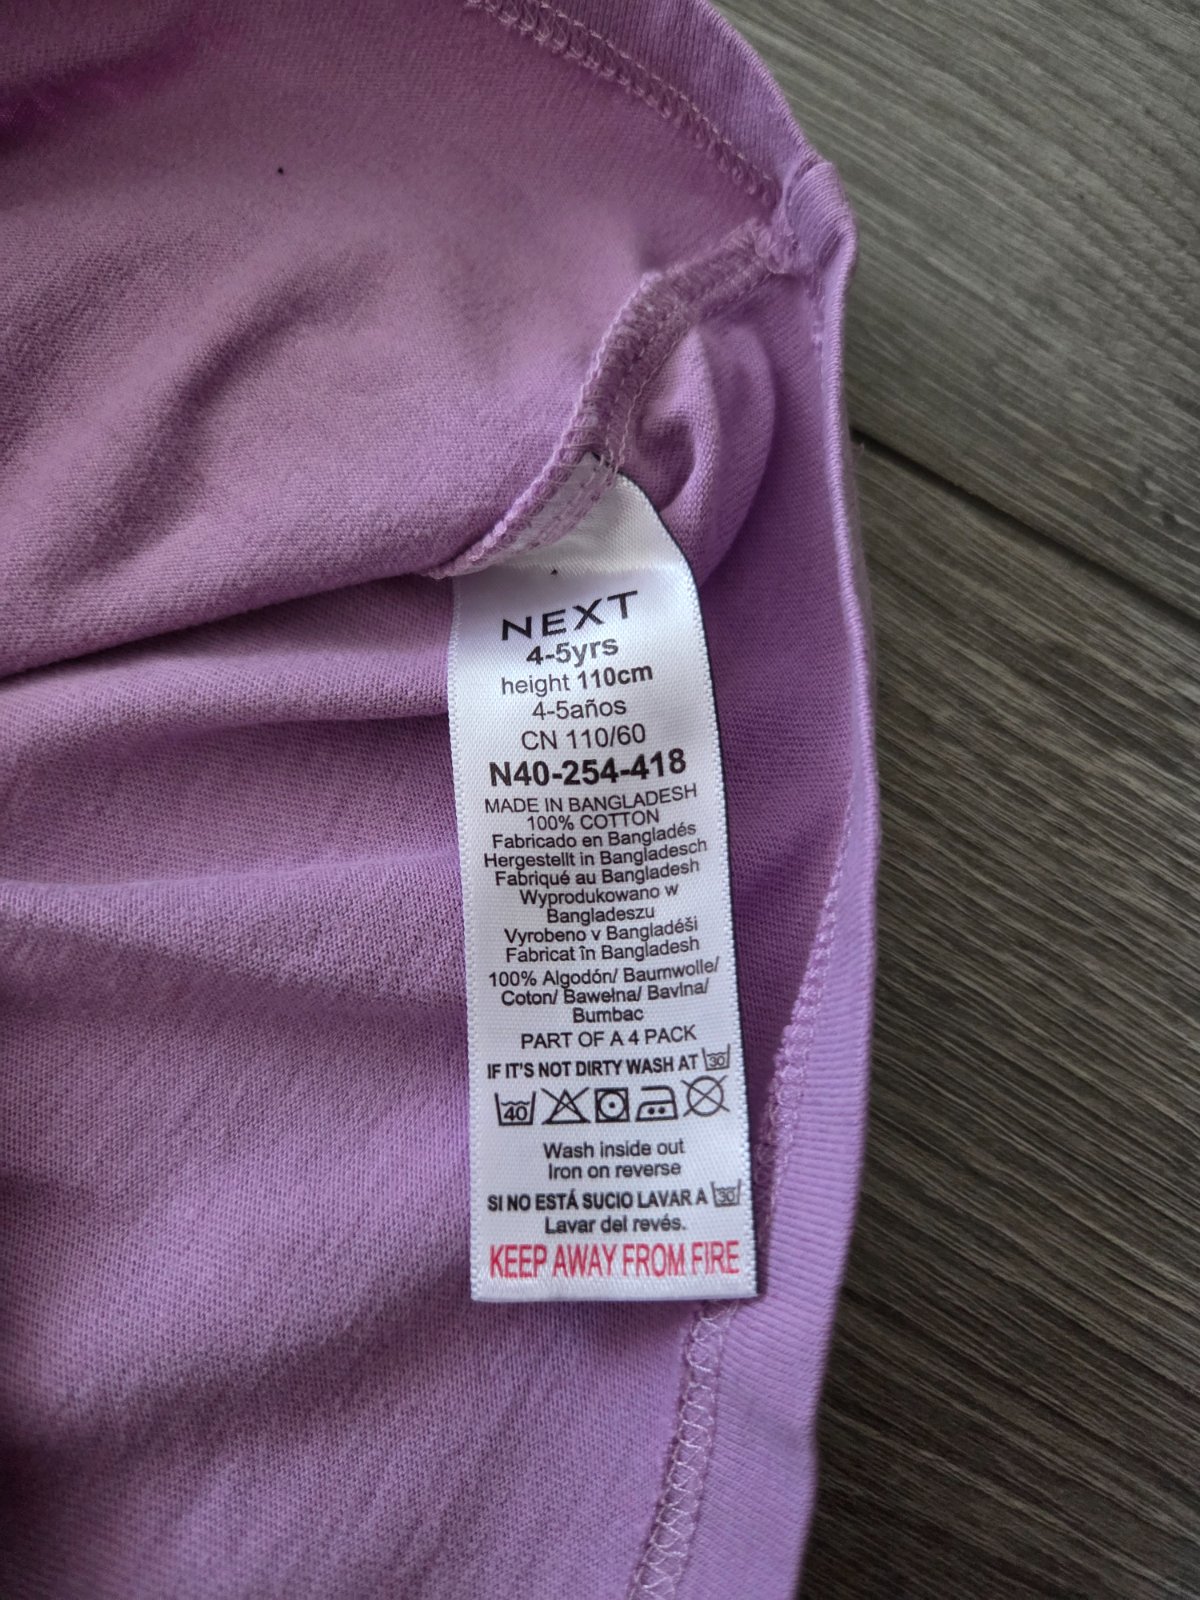 NEXT
4-5yrs
height 110cm
4-5años
CN 110/60
N40-254-418
MADE IN BANGLADESH
100% COTTON
Fabricado en Bangladés
Hergestellt in Bangladesch
Fabriqué au Bangladesh
Wyprodukowano w
Bangladeszu
Vyrobeno v Bangladéši
Fabricat în Bangladesh
100% Algodón/ Baumwolle/
Coton/ Bawełna/ Bavlna/
Bumbac
PART OF A 4 PACK
IF IT'S NOT DIRTY WASH AT 30
40
Wash inside out
Iron on reverse
SI NO ESTÁ SUCIO LAVAR A 30
Lavar del revés.
KEEP AWAY FROM FIRE